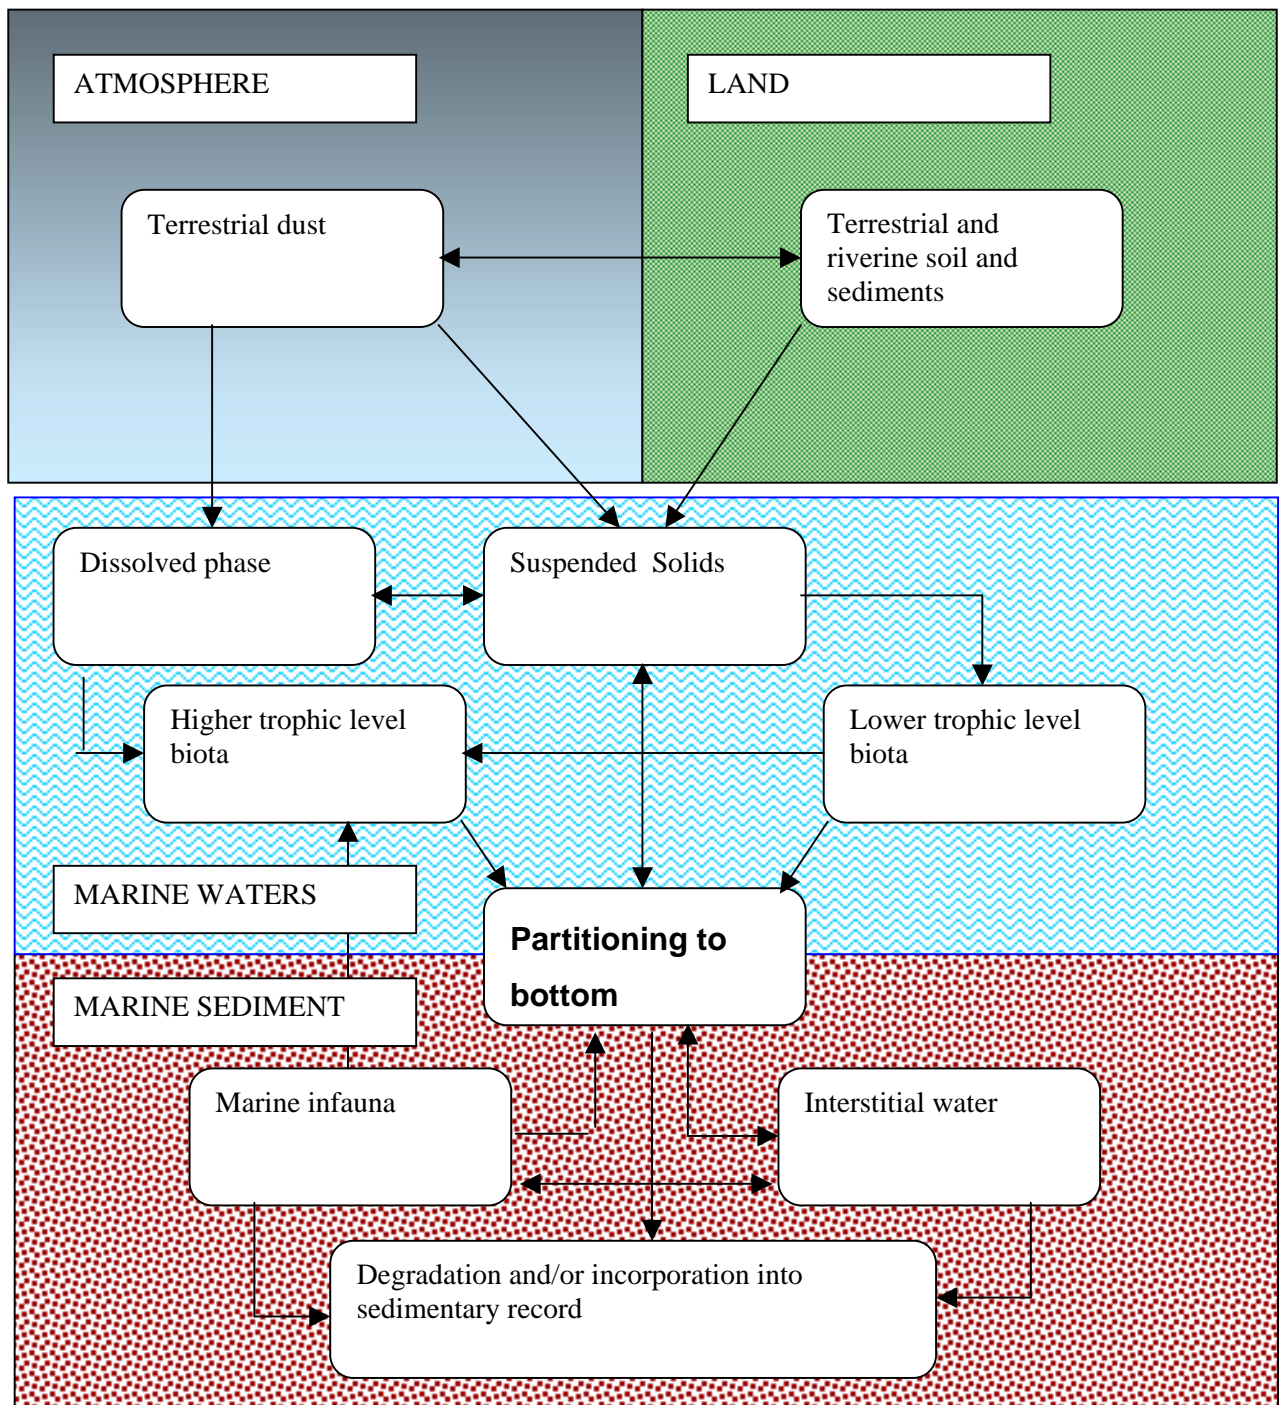 ATMOSPHERE
LAND
Terrestrial dust
Terrestrial and
riverine soil and
sediments
Dissolved phase
Suspended  Solids
Higher trophic level
biota
Lower trophic level
biota
MARINE WATERS
Partitioning to
bottom
MARINE SEDIMENT
Marine infauna
Interstitial water
Degradation and/or incorporation into
sedimentary record